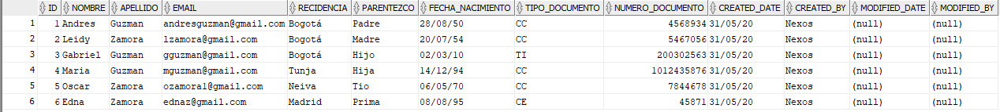 ID NOMBRE APELLIDO EMAIL RECIDENCIA PARENTEZCO FECHA_NACIMIENTO TIPO_DOCUMENTO NUMERO_DOCUMENTO CREATED_DATE CREATED_BY MODIFIED_DATE MODIFIED_BY
1 1 Andres Guzman andresguzman@gmail.com Bogotá Padre 28/08/50 CC 4568934 31/05/20 Nexos (null) (null)
2 2 Leidy Zamora lzamora@gmail.com Bogotá Madre 20/07/54 CC 5467056 31/05/20 Nexos (null) (null)
3 3 Gabriel Guzman gguzman@gmail.com Bogotá Hijo 02/03/10 TI 200302563 31/05/20 Nexos (null) (null)
4 4 Maria Guzman mguzman@gmail.com Tunja Hija 14/12/94 CC 1012435876 31/05/20 Nexos (null) (null)
5 5 Oscar Zamora ozamoral@gmail.com Neiva Tio 06/05/70 CC 7844678 31/05/20 Nexos (null) (null)
6 6 Edna Zamora ednaz@gmail.com Madrid Prima 08/08/95 CE 45871 31/05/20 Nexos (null) (null)